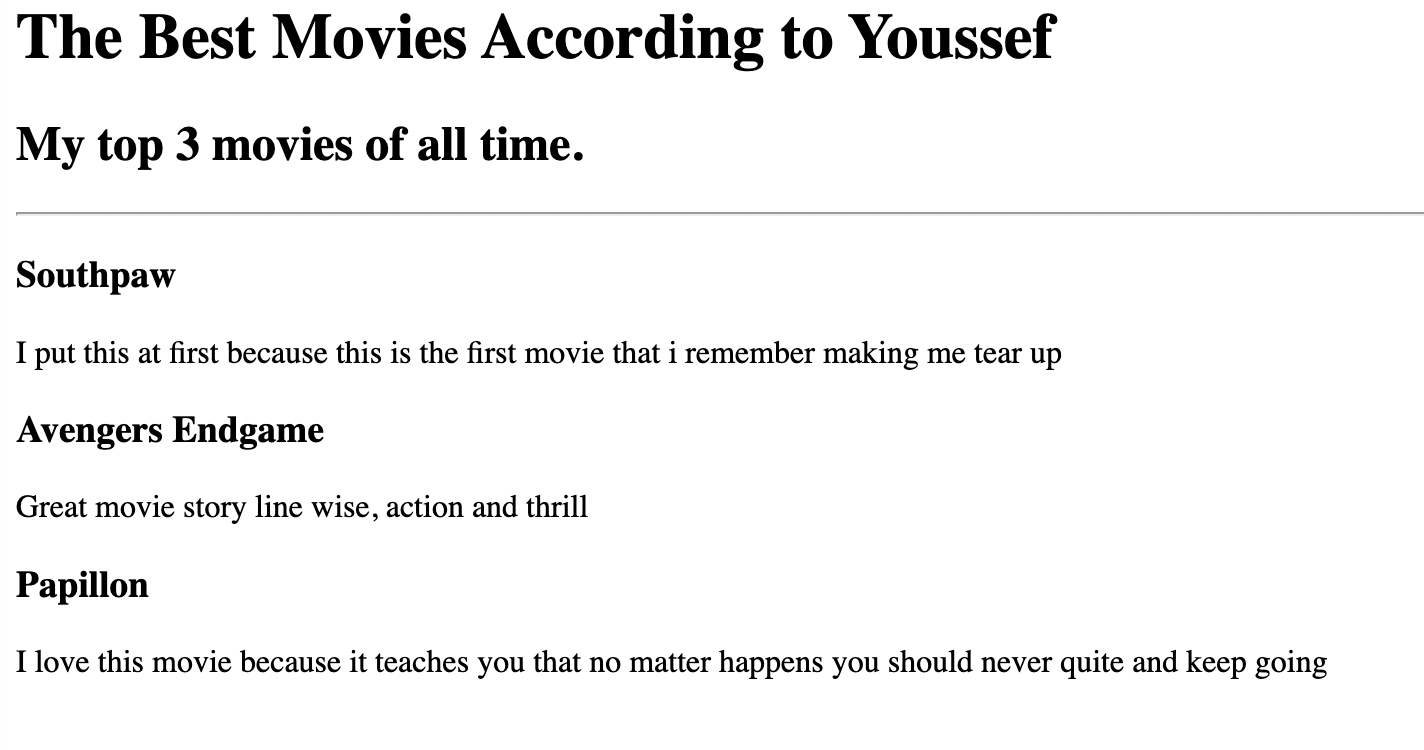 The Best Movies According to Youssef
My top 3 movies of all time.
Southpaw
I put this at first because this is the first movie that i remember making me tear up
Avengers Endgame
Great movie story line wise, action and thrill
Papillon
I love this movie because it teaches you that no matter happens you should never quite and keep going